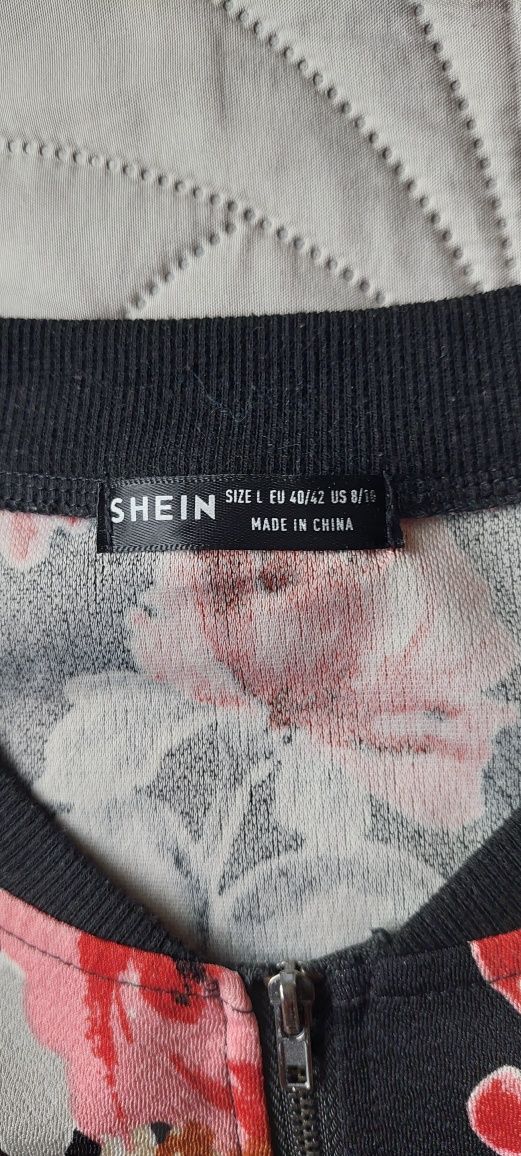 SHEIN
SIZE L EU 40/42 US 8/10
MADE IN CHINA